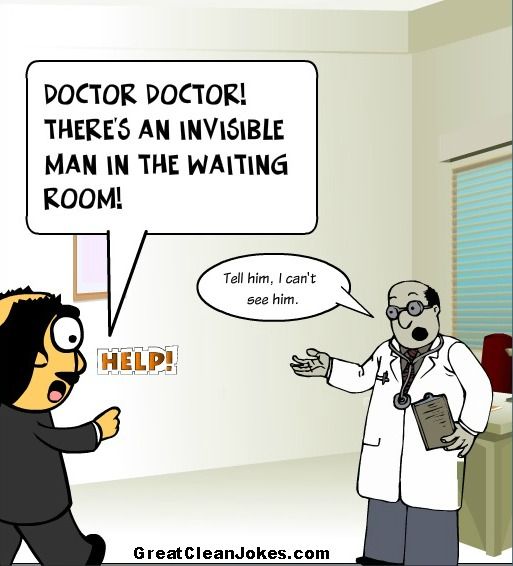 DOCTOR DOCTOR!
THERE'S AN INVISIBLE
MAN IN THE WAITING
ROOM!
Tell him, I can't
see him.
HELP!
GreatCleanJokes.com